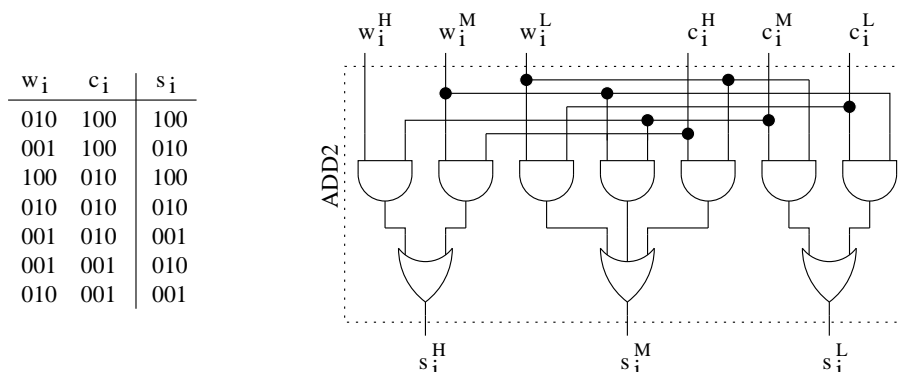 w_i c_i s_i
010 100 100
001 100 010
100 010 100
010 010 010
001 010 001
001 001 010
010 001 001
w_i^H w_i^M w_i^L c_i^H c_i^M c_i^L
ADD2
s_i^H s_i^M s_i^L